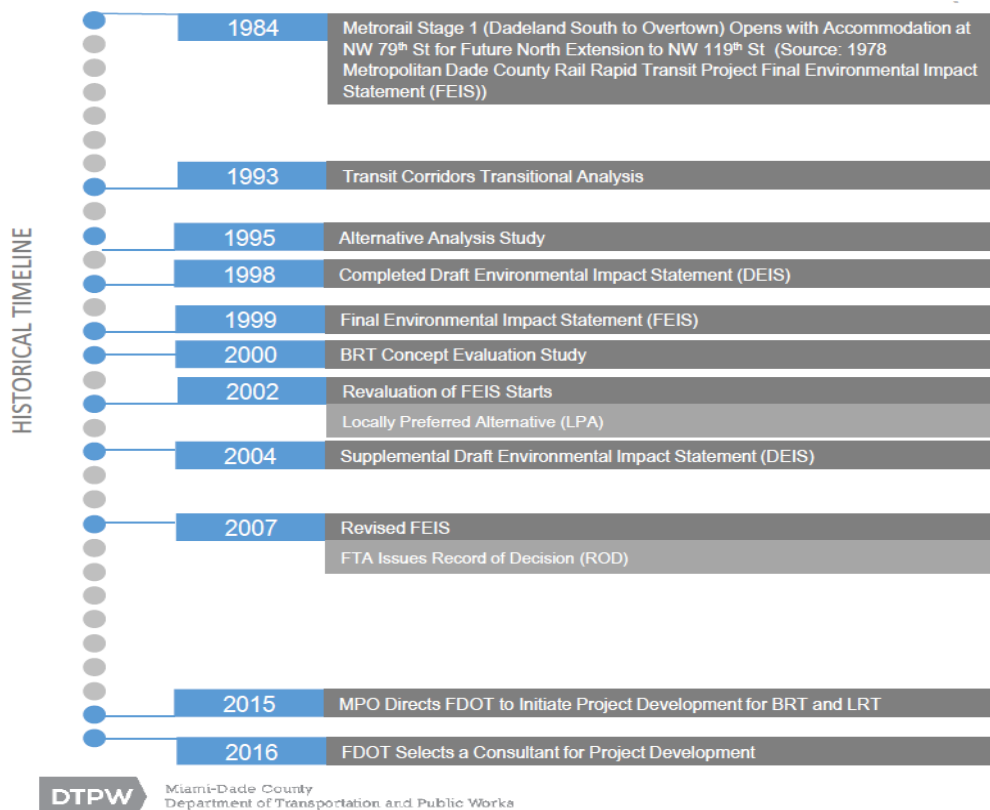 HISTORICAL TIMELINE
1984
Metrorail Stage 1 (Dadeland South to Overtown) Opens with Accommodation at
NW 79th St for Future North Extension to NW 119th St (Source: 1978
Metropolitan Dade County Rail Rapid Transit Project Final Environmental Impact
Statement (FEIS))
1993
Transit Corridors Transitional Analysis
1995
Alternative Analysis Study
1998
Completed Draft Environmental Impact Statement (DEIS)
1999
Final Environmental Impact Statement (FEIS)
2000
BRT Concept Evaluation Study
2002
Revaluation of FEIS Starts
Locally Preferred Alternative (LPA)
2004
Supplemental Draft Environmental Impact Statement (DEIS)
2007
Revised FEIS
FTA Issues Record of Decision (ROD)
2015
MPO Directs FDOT to Initiate Project Development for BRT and LRT
2016
FDOT Selects a Consultant for Project Development
DTPW
Miami-Dade County
Department of Transportation and Public Works